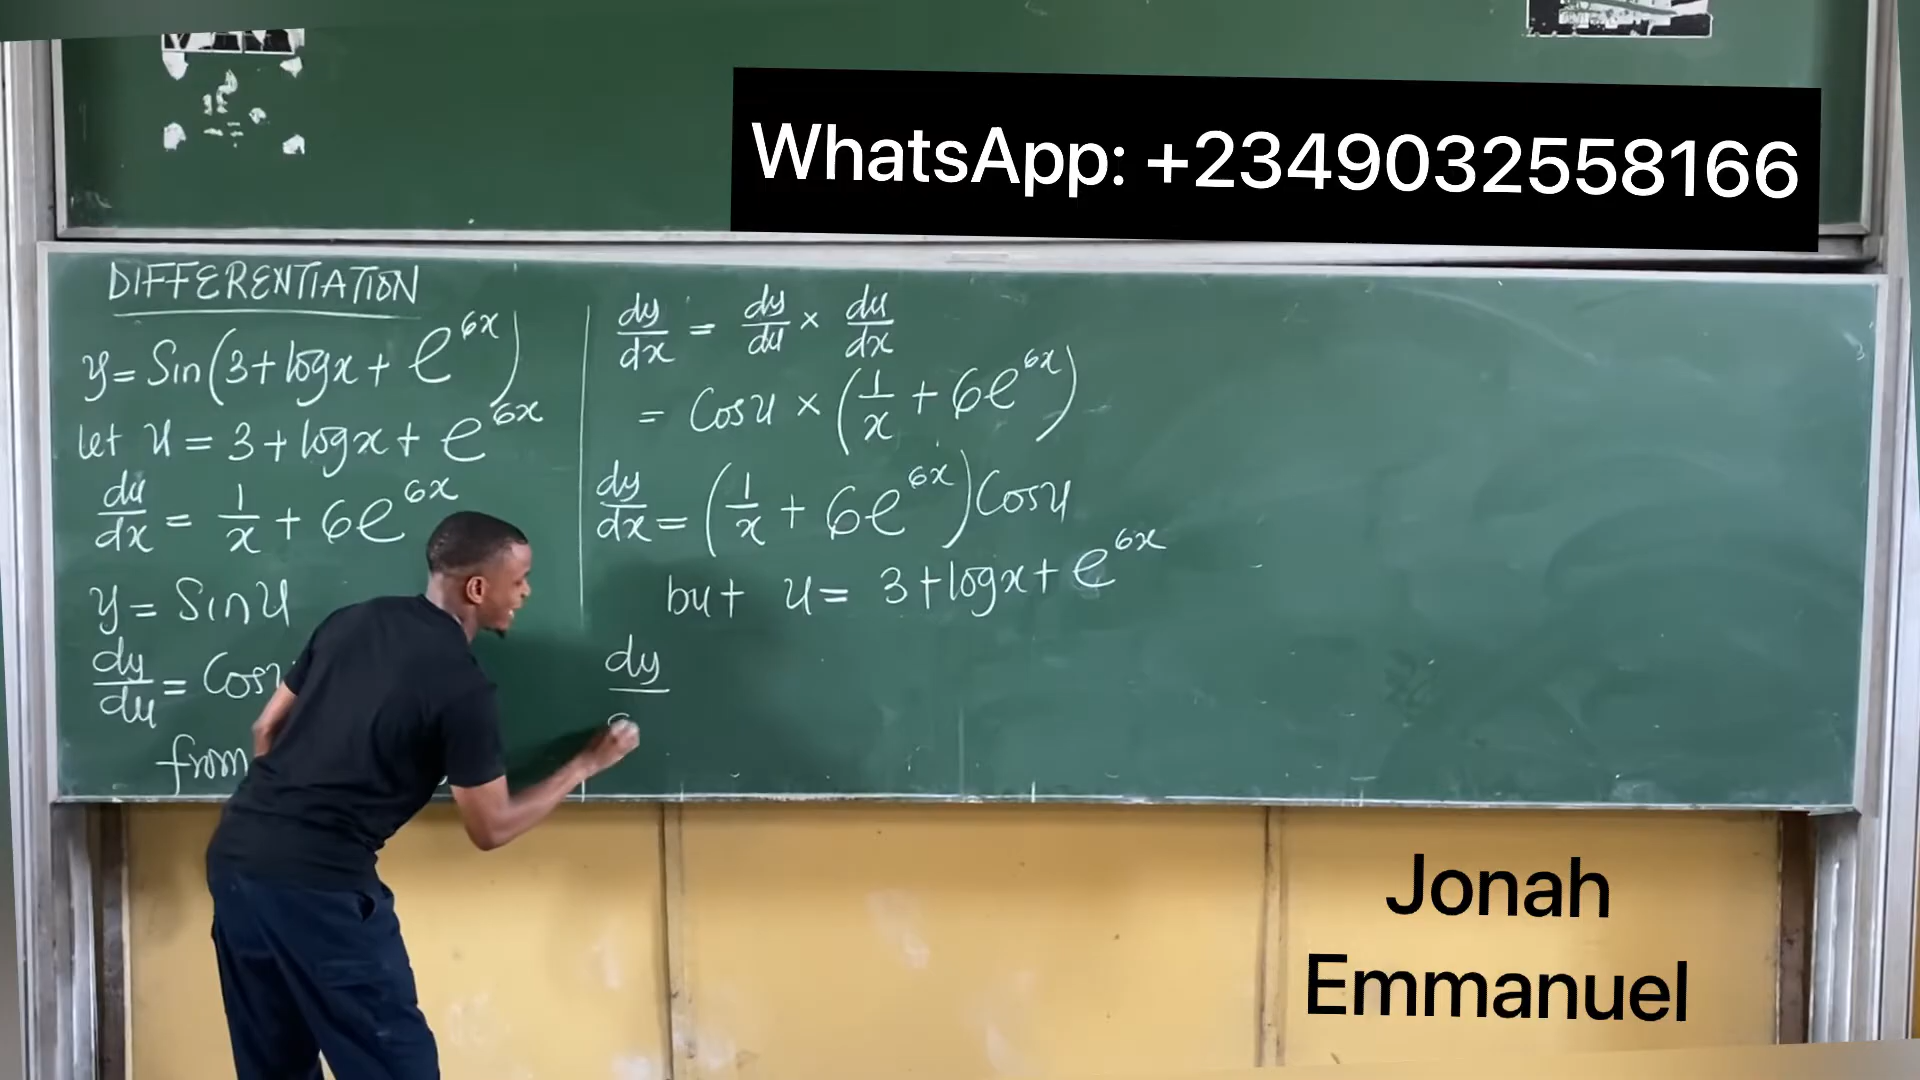 WhatsApp: +2349032558166
DIFFERENTIATION
y = Sin(3 + logx + e^6x)
let u = 3 + logx + e^6x
du/dx = 1/x + 6e^6x
y = Sinu
dy/du = Cosu
from
dy/dx = dy/du × du/dx
= Cosu × (1/x + 6e^6x)
dy/dx = (1/x + 6e^6x)Cosu
but u = 3 + logx + e^6x
dy
Jonah
Emmanuel